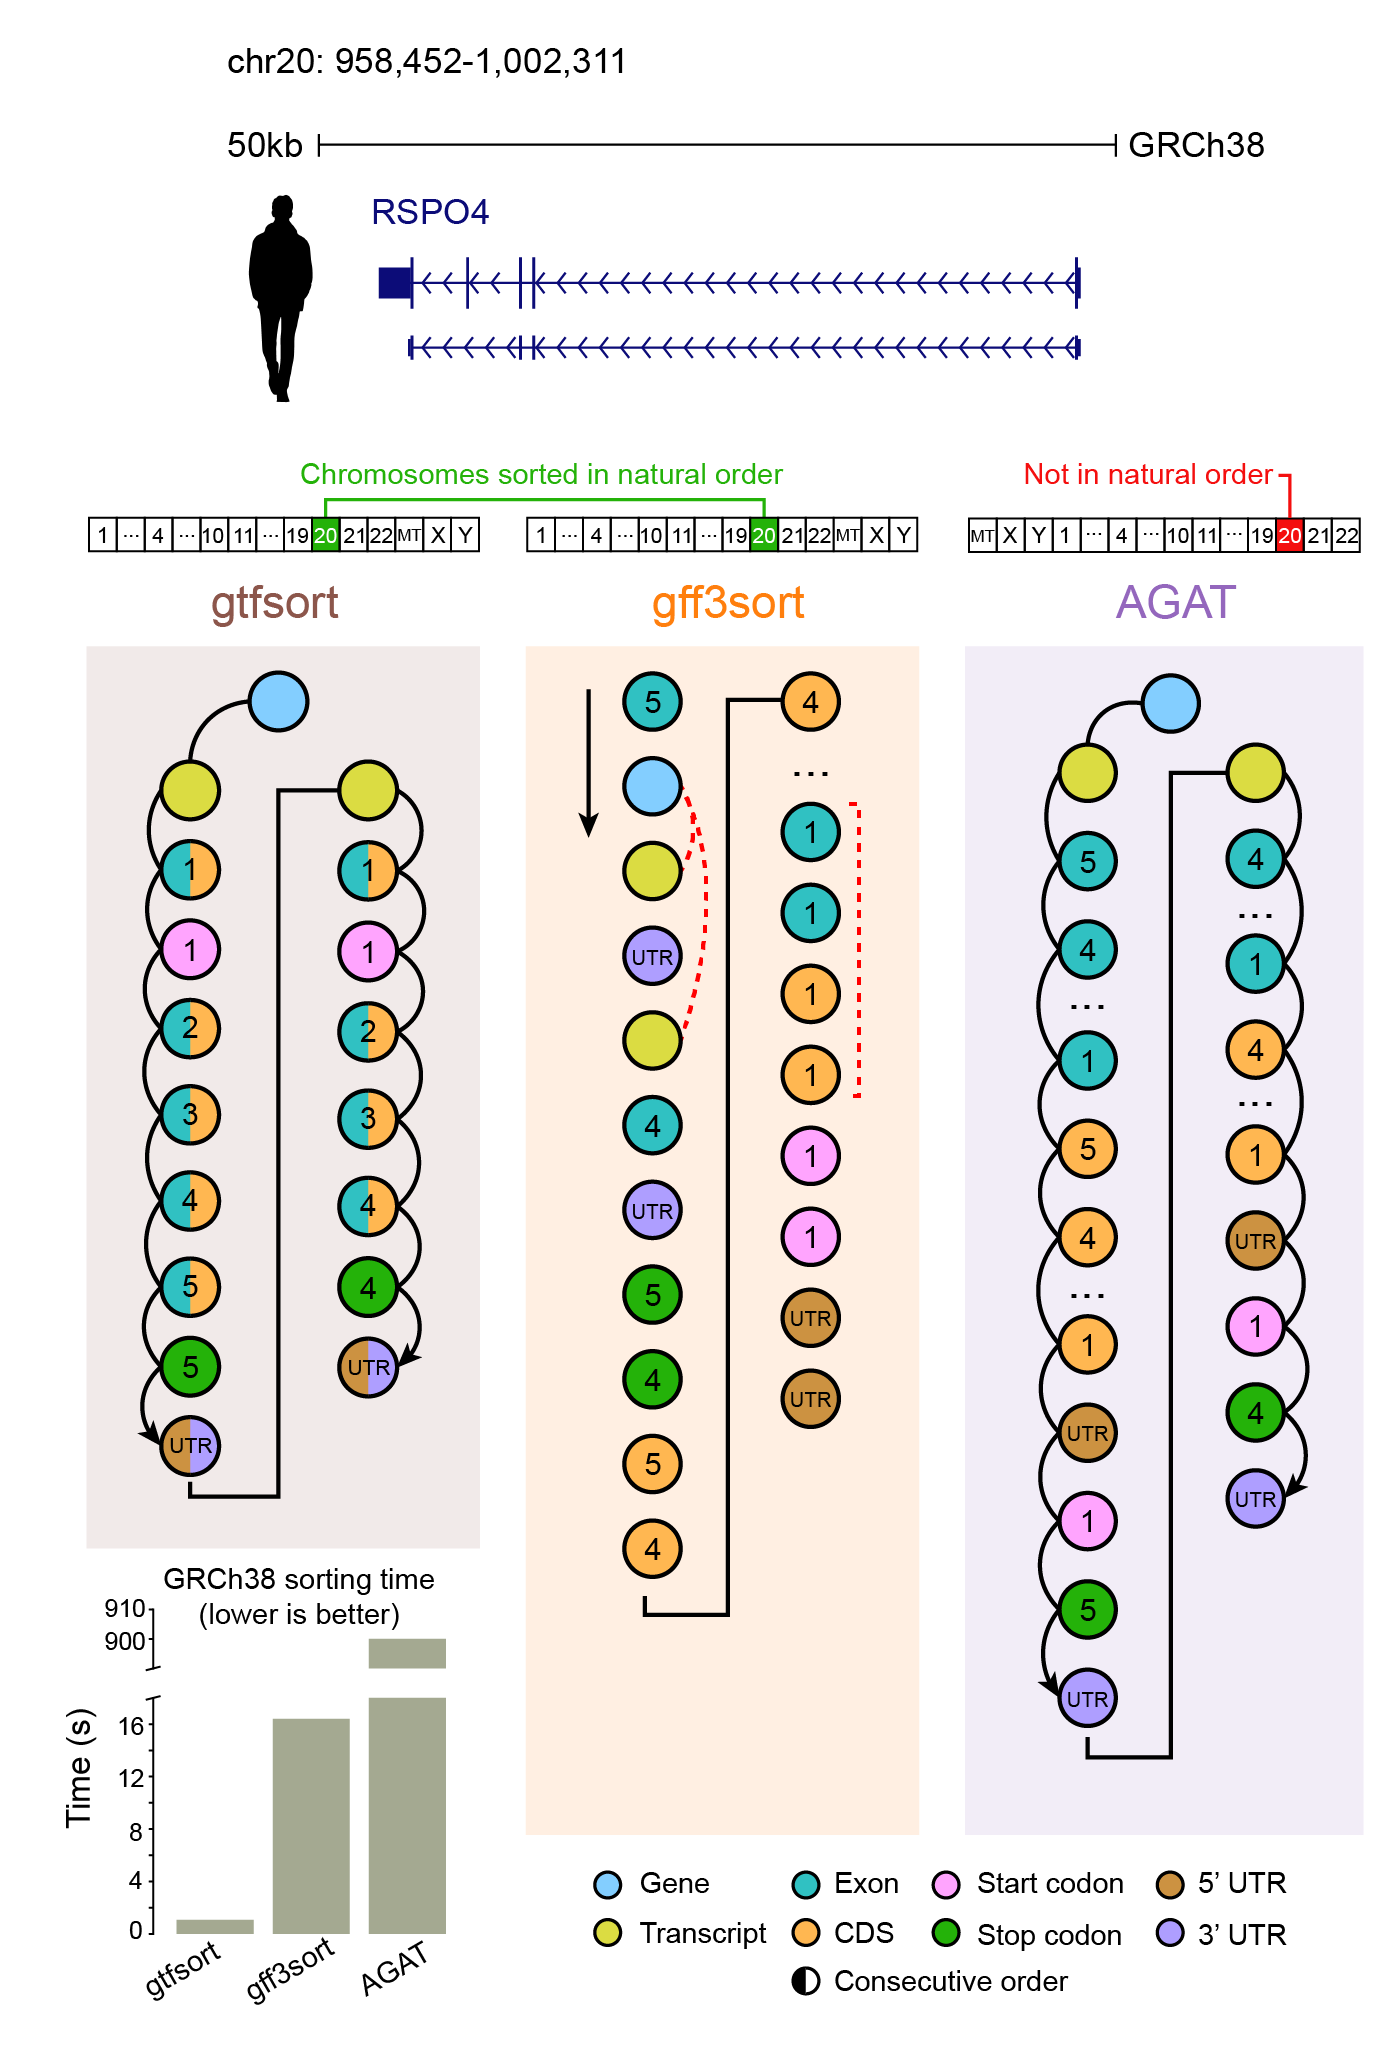 chr20: 958,452-1,002,311
50kb GRCh38
RSPO4
Chromosomes sorted in natural order
Not in natural order
1 ... 4 ... 10 11 ... 19 20 21 22 MT X Y
1 ... 4 ... 10 11 ... 19 20 21 22 MT X Y
MT X Y 1 ... 4 ... 10 11 ... 19 20 21 22
gtfsort
1
1
2
3
4
5
5
UTR
1
1
2
3
4
4
UTR
gff3sort
5
UTR
4
UTR
5
4
5
4
4
...
1
1
1
1
1
1
UTR
UTR
AGAT
5
4
...
1
5
4
...
1
UTR
1
5
UTR
4
...
1
4
...
1
UTR
1
4
UTR
GRCh38 sorting time
(lower is better)
910
900
16
12
8
4
0
Time (s)
gtfsort
gff3sort
AGAT
Gene
Exon
Start codon
5’ UTR
Transcript
CDS
Stop codon
3’ UTR
Consecutive order